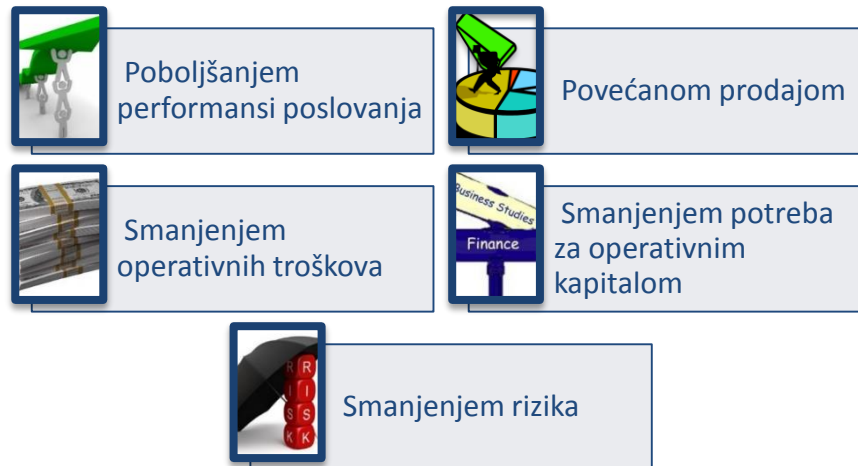 Poboljšanjem
performansi poslovanja
Povećanom prodajom
Smanjenjem
operativnih troškova
Business Studies
Finance
Smanjenjem potreba
za operativnim
kapitalom
R R
I I
S S
K K
Smanjenjem rizika